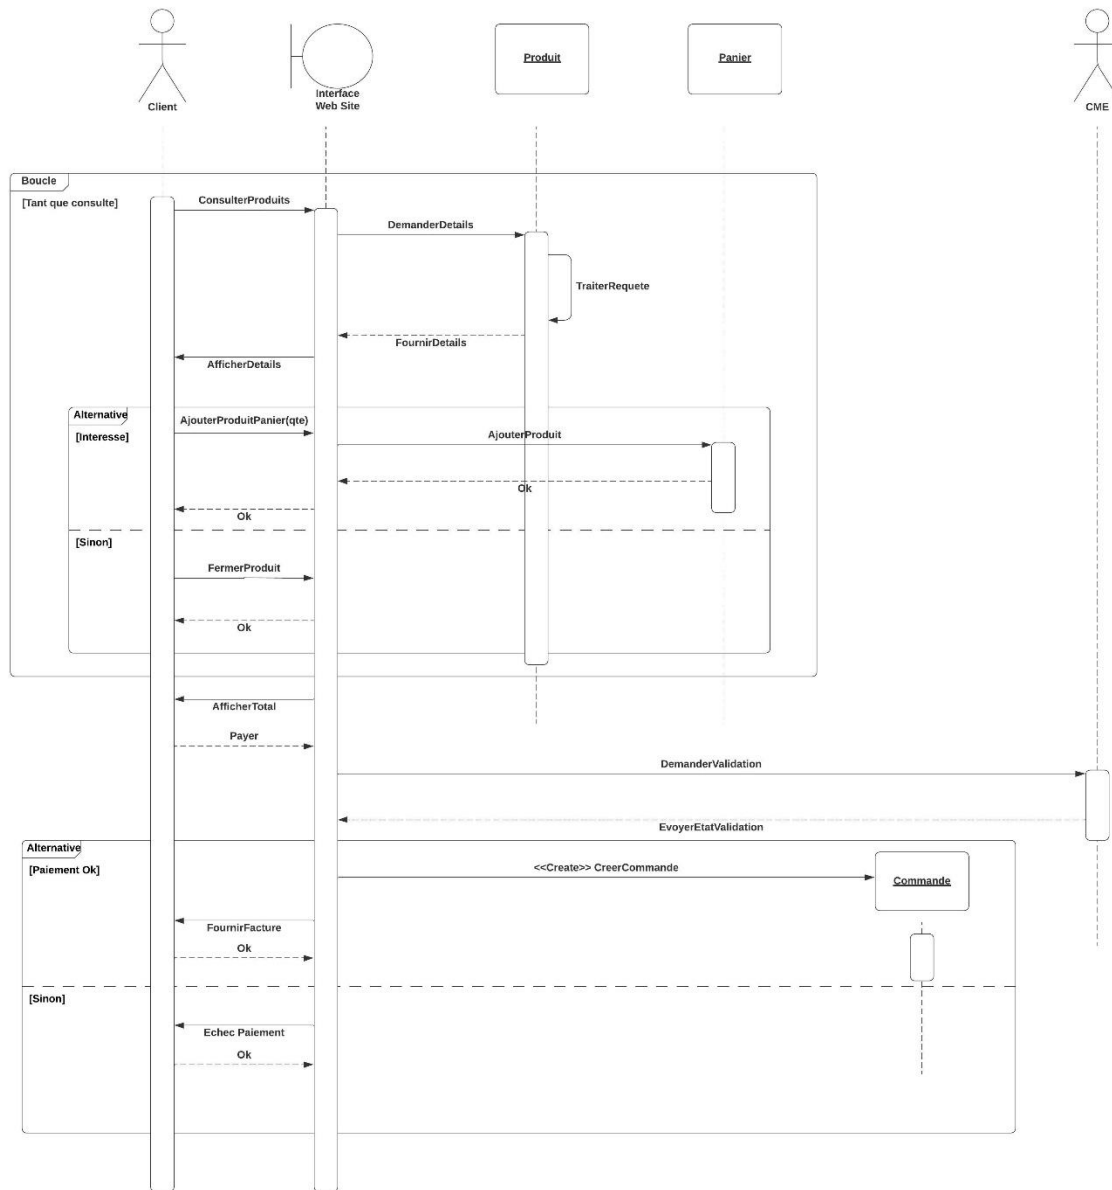 Client
Interface
Web Site
Produit
Panier
CME
Boucle
[Tant que consulte]
ConsulterProduits
DemanderDetails
TraiterRequete
FournirDetails
AfficherDetails
Alternative
[Interesse]
AjouterProduitPanier(qte)
AjouterProduit
Ok
Ok
[Sinon]
FermerProduit
Ok
AfficherTotal
Payer
DemanderValidation
EvoyerEtatValidation
Alternative
[Paiement Ok]
<<Create>> CreerCommande
Commande
FournirFacture
Ok
[Sinon]
Echec Paiement
Ok